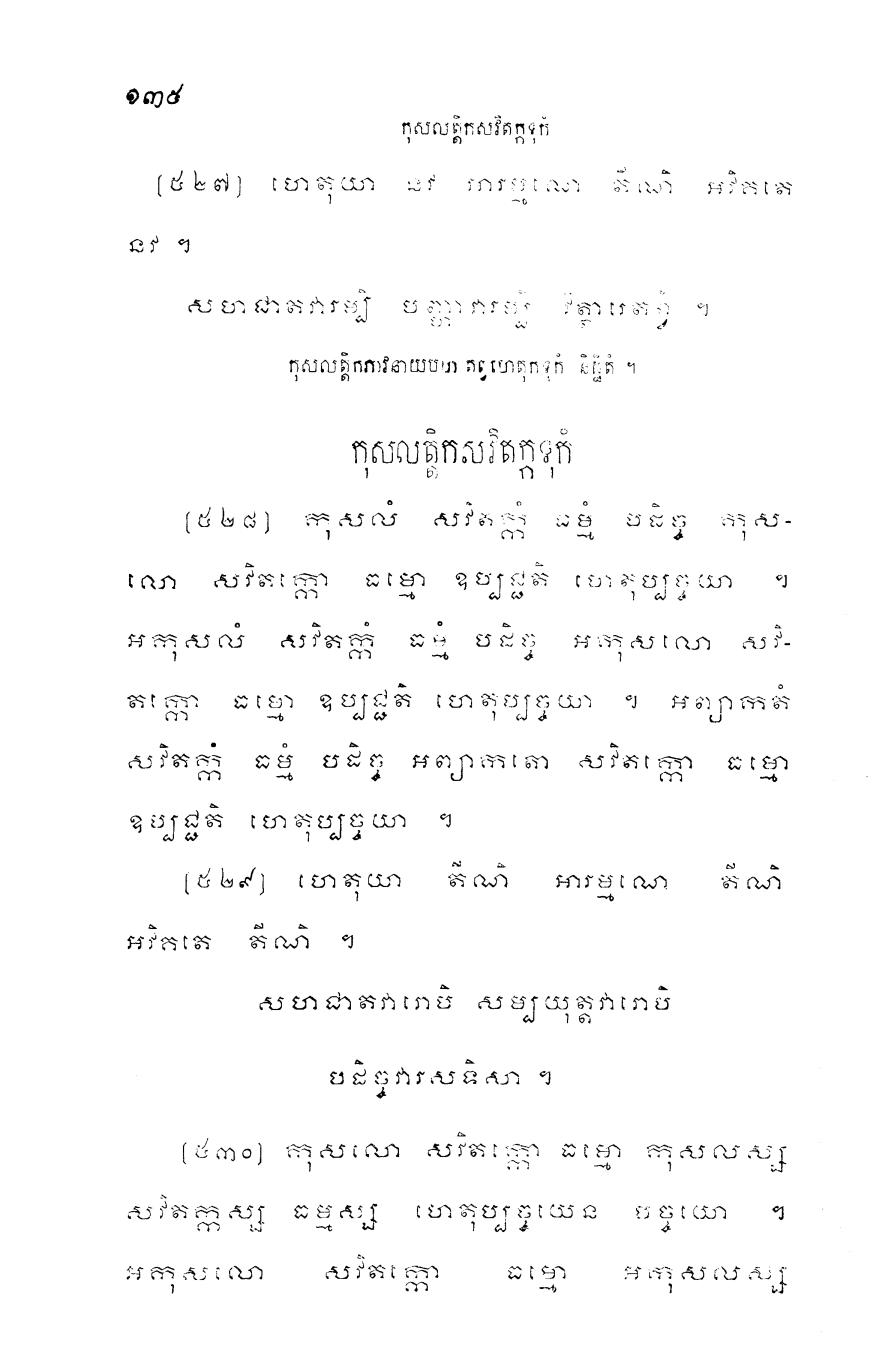 ១៣៥
កុសលត្តិកសវិតក្កទុកំ
[៥២៧] ហេតុយា នវ អារម្មណេ តីណិ អវិគតេ
នវ ។
សហជាតវារម្បិ បញ្ហាវារម្បិ វិត្ថារេតព្វំ ។
កុសលត្តិកភាវនាយបហាតព្វហេតុកទុកំ និដ្ឋិតំ ។
កុសលត្តិកសវិតក្កទុកំ
[៥២៨] កុសលំ សវិតក្កំ ធម្មំ បដិច្ច កុស-
លោ សវិតក្កោ ធម្មោ ឧប្បជ្ជតិ ហេតុប្បច្ចយា ។
អកុសលំ សវិតក្កំ ធម្មំ បដិច្ច អកុសលោ សវិ-
តក្កោ ធម្មោ ឧប្បជ្ជតិ ហេតុប្បច្ចយា ។ អព្យាកតំ
សវិតក្កំ ធម្មំ បដិច្ច អព្យាកតោ សវិតក្កោ ធម្មោ
ឧប្បជ្ជតិ ហេតុប្បច្ចយា ។
[៥២៩] ហេតុយា តីណិ អារម្មណេ តីណិ
អវិគតេ តីណិ ។
សហជាតវារោបិ សម្បយុត្តវារោបិ
បដិច្ចវារសទិសា ។
[៥៣០] កុសលោ សវិតក្កោ ធម្មោ កុសលស្ស
សវិតក្កស្ស ធម្មស្ស ហេតុប្បច្ចយេន បច្ចយោ ។
អកុសលោ សវិតក្កោ ធម្មោ អកុសលស្ស